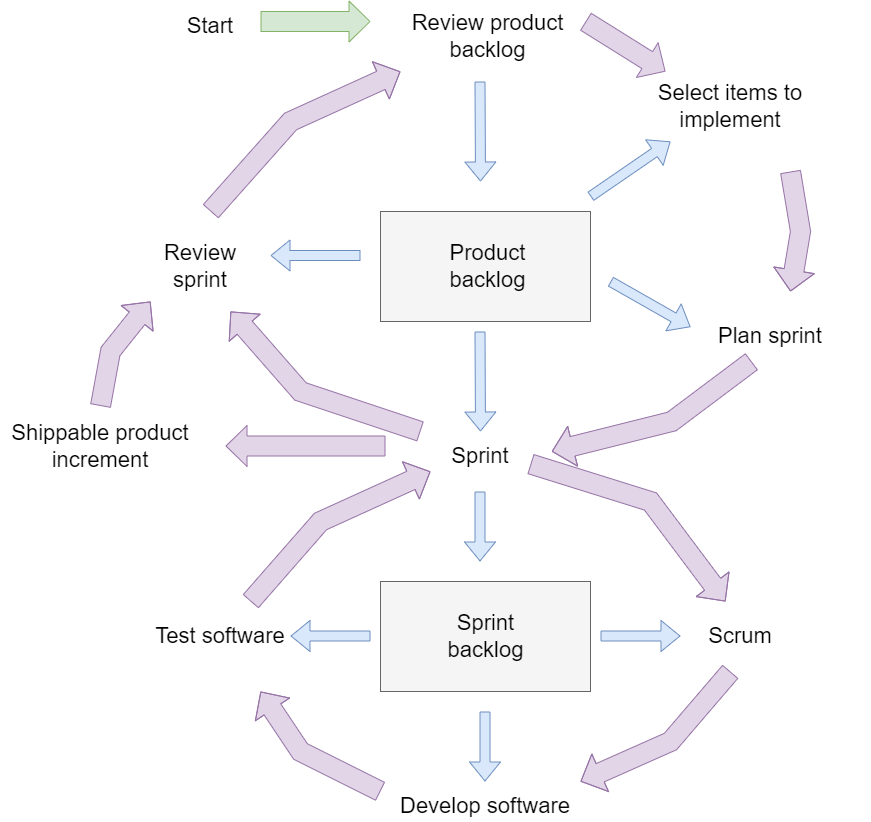 Start
Review product
backlog
Select items to
implement
Review
sprint
Product
backlog
Plan sprint
Shippable product
increment
Sprint
Test software
Sprint
backlog
Scrum
Develop software